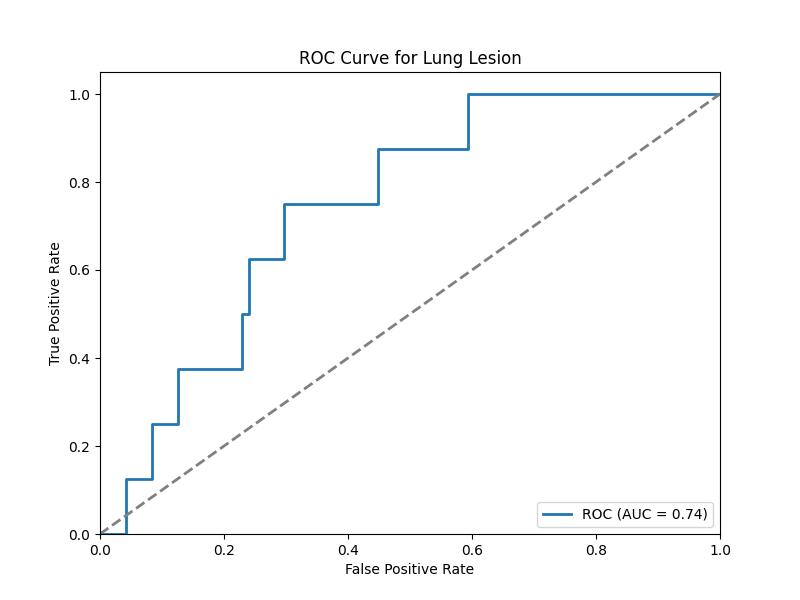 ROC Curve for Lung Lesion
True Positive Rate
1.0
0.8
0.6
0.4
0.2
0.0
0.0 0.2 0.4 0.6 0.8 1.0
False Positive Rate
ROC (AUC = 0.74)